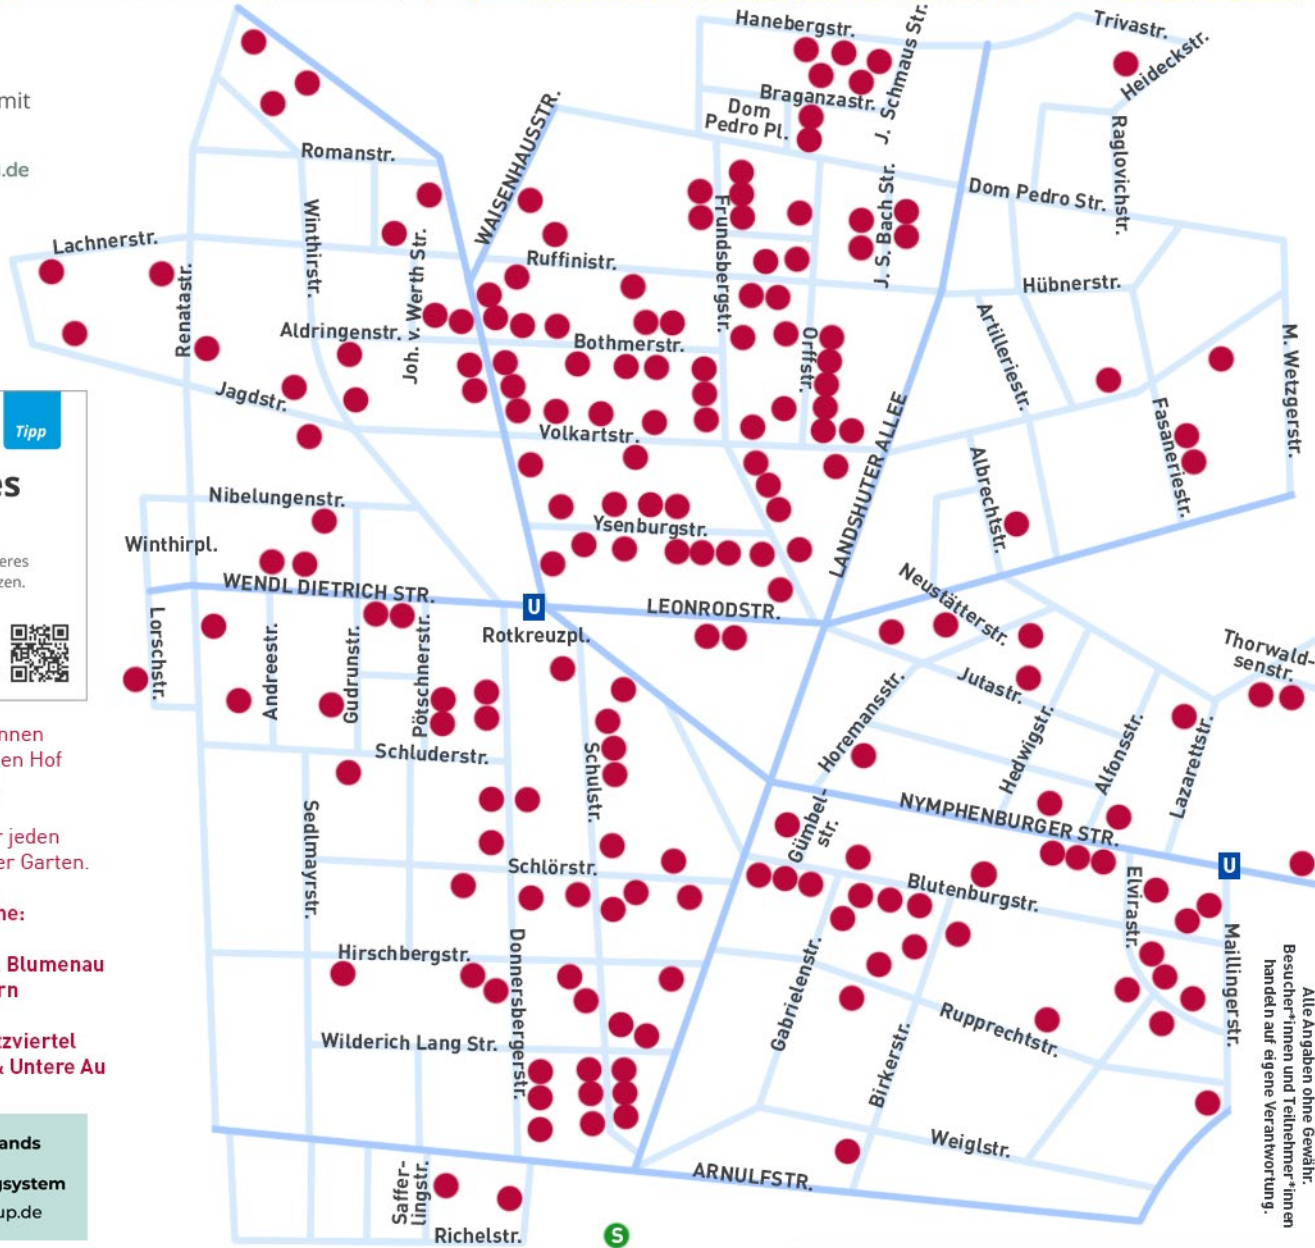 mit
.de
Tipp
es
eres
zen.
nnen
en Hof
r jeden
er Garten.
ne:
Blumenau
rn
tzviertel
& Untere Au
ands
gsystem
up.de
Hanebergstr.
J. Schmaus Str.
Trivastr.
Heideckstr.
Braganzastr.
Dom
Pedro Pl.
WAISENHAUSSTR.
Romanstr.
Raglovichstr.
Dom Pedro Str.
Winthirstr.
Frundsbergstr.
J. S. Bach Str.
Lachnerstr.
Renatastr.
Joh. v. Werth Str.
Ruffinistr.
Hübnerstr.
Aldringenstr.
Bothmerstr.
Orffstr.
Artilleriestr.
M. Wetzgerstr.
Jagdstr.
Volkartstr.
LANDSHUTER ALLEE
Fasaneriestr.
Albrechtstr.
Nibelungenstr.
Ysenburgstr.
Winthirpl.
WENDL DIETRICH STR.
U
LEONRODSTR.
Rotkreuzpl.
Neustätterstr.
Thorwald-
senstr.
Lorschstr.
Andreestr.
Gudrunstr.
Pötschnerstr.
Jutastr.
Horemansstr.
Hedwigstr.
Alfonsstr.
Lazarettstr.
Schluderstr.
Schulstr.
Sedlmayrstr.
NYMPHENBURGER STR.
Gümbel-
str.
U
Schlörstr.
Blutenburgstr.
Elvirastr.
Maillingerstr.
Hirschbergstr.
Donnersbergerstr.
Gabrielenstr.
Rupprechtstr.
Birkerstr.
Wilderich Lang Str.
Weiglstr.
ARNULFSTR.
Saffer-
lingstr.
Richelstr.
S
Alle Angaben ohne Gewähr.
Besucher*innen und Teilnehmer*innen
handeln auf eigene Verantwortung.